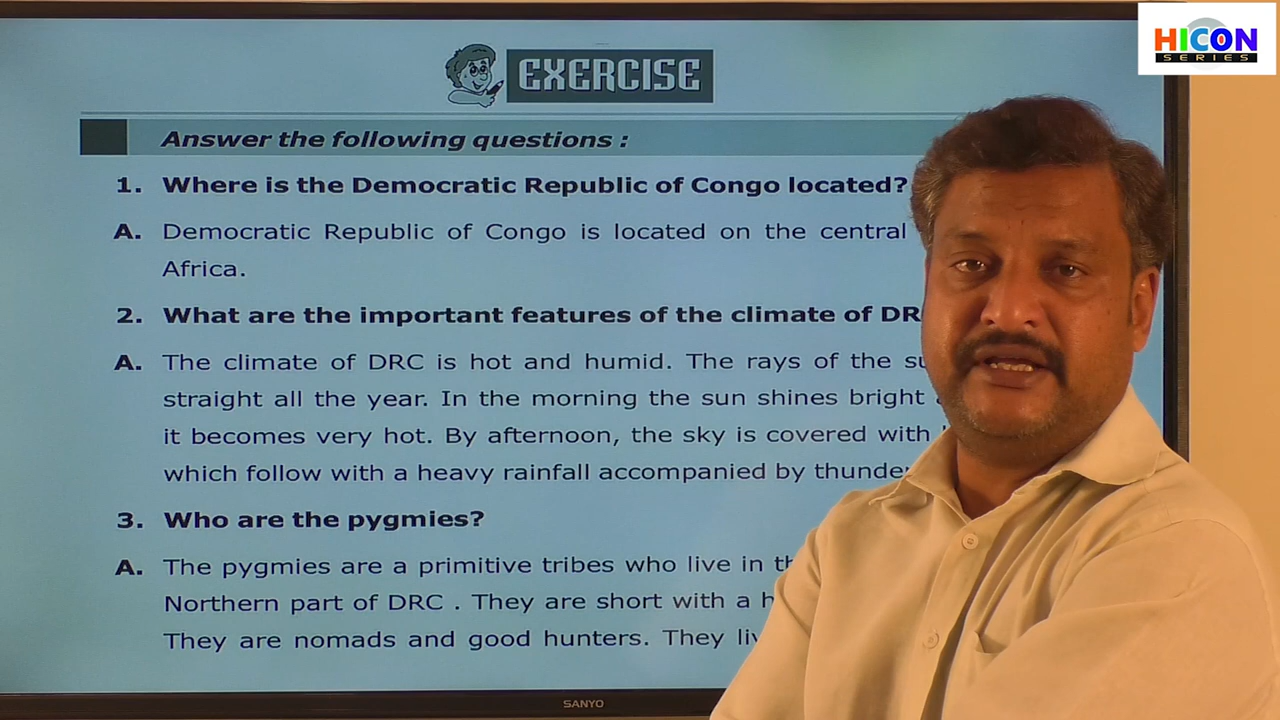 HICON
SERIES
EXERCISE
Answer the following questions :
1. Where is the Democratic Republic of Congo located?
A. Democratic Republic of Congo is located on the central
Africa.
2. What are the important features of the climate of DR
A. The climate of DRC is hot and humid. The rays of the
straight all the year. In the morning the sun shines bright
it becomes very hot. By afternoon, the sky is covered with
which follow with a heavy rainfall accompanied by
3. Who are the pygmies?
A. The pygmies are a primitive tribes who live in
Northern part of DRC . They are short with a
They are nomads and good hunters. They
SANYO